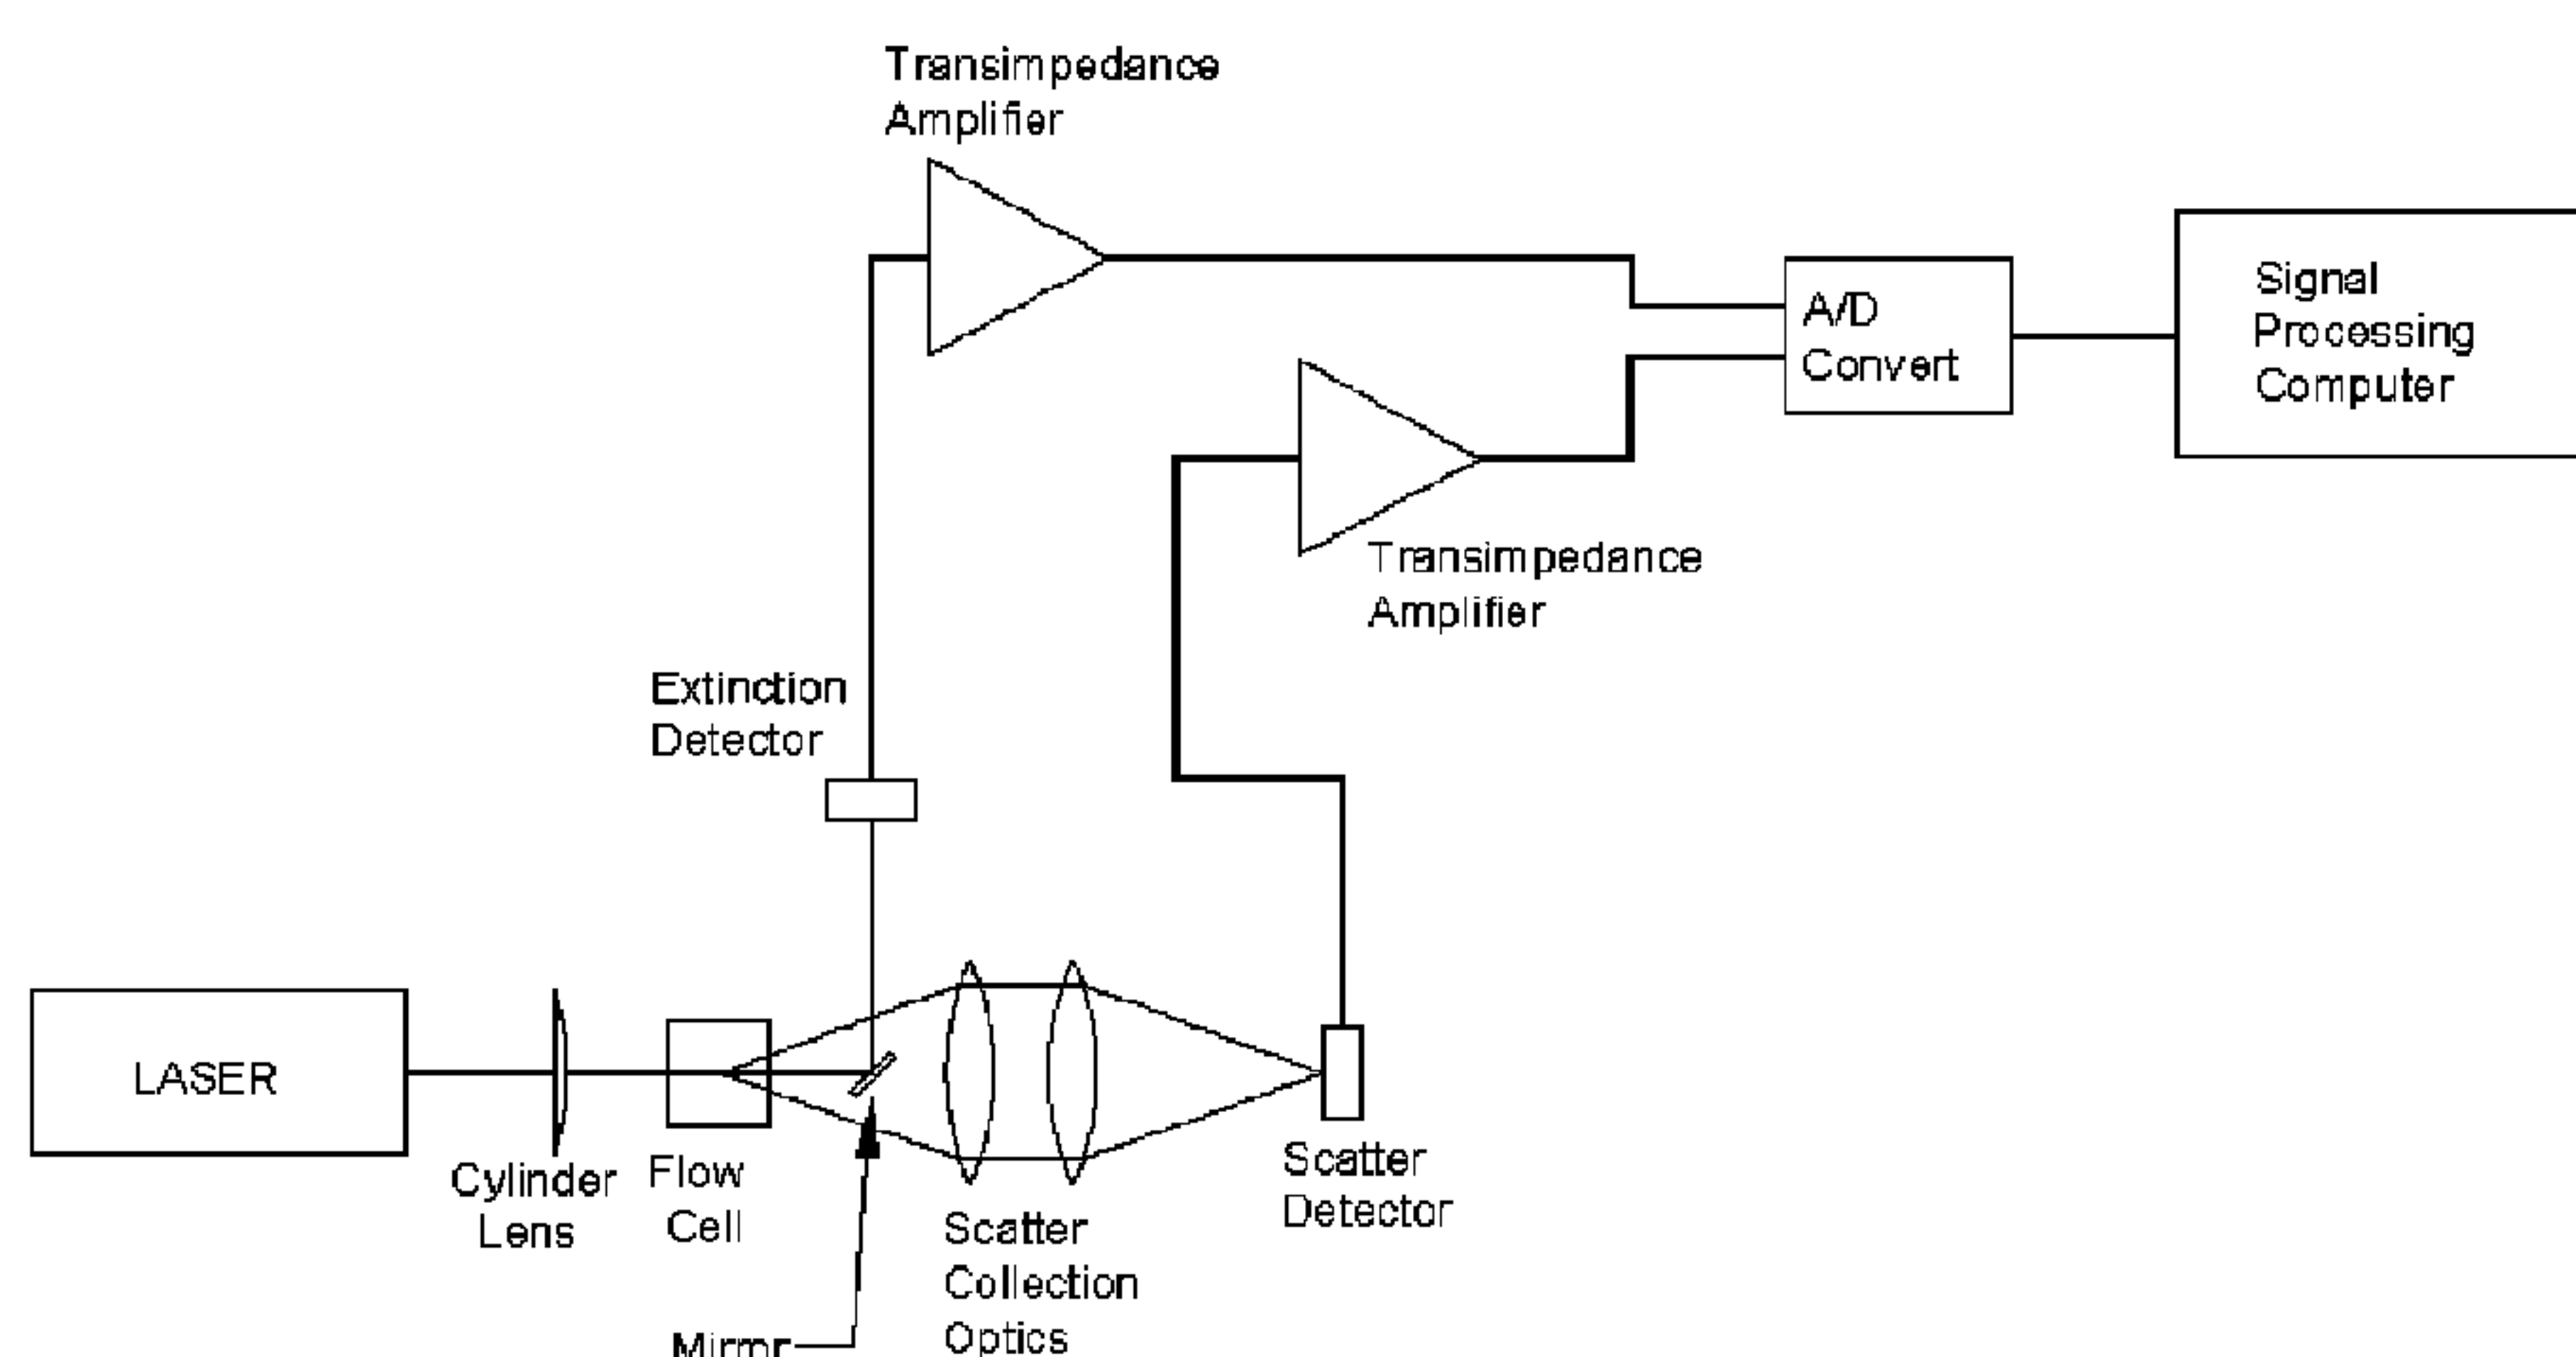 Transimpedance
Amplifier
Signal
Processing
Computer
A/D
Convert
Transimpedance
Amplifier
Extinction
Detector
LASER
Cylinder
Lens
Flow
Cell
Scatter
Detector
Scatter
Collection
Optics
Mirror